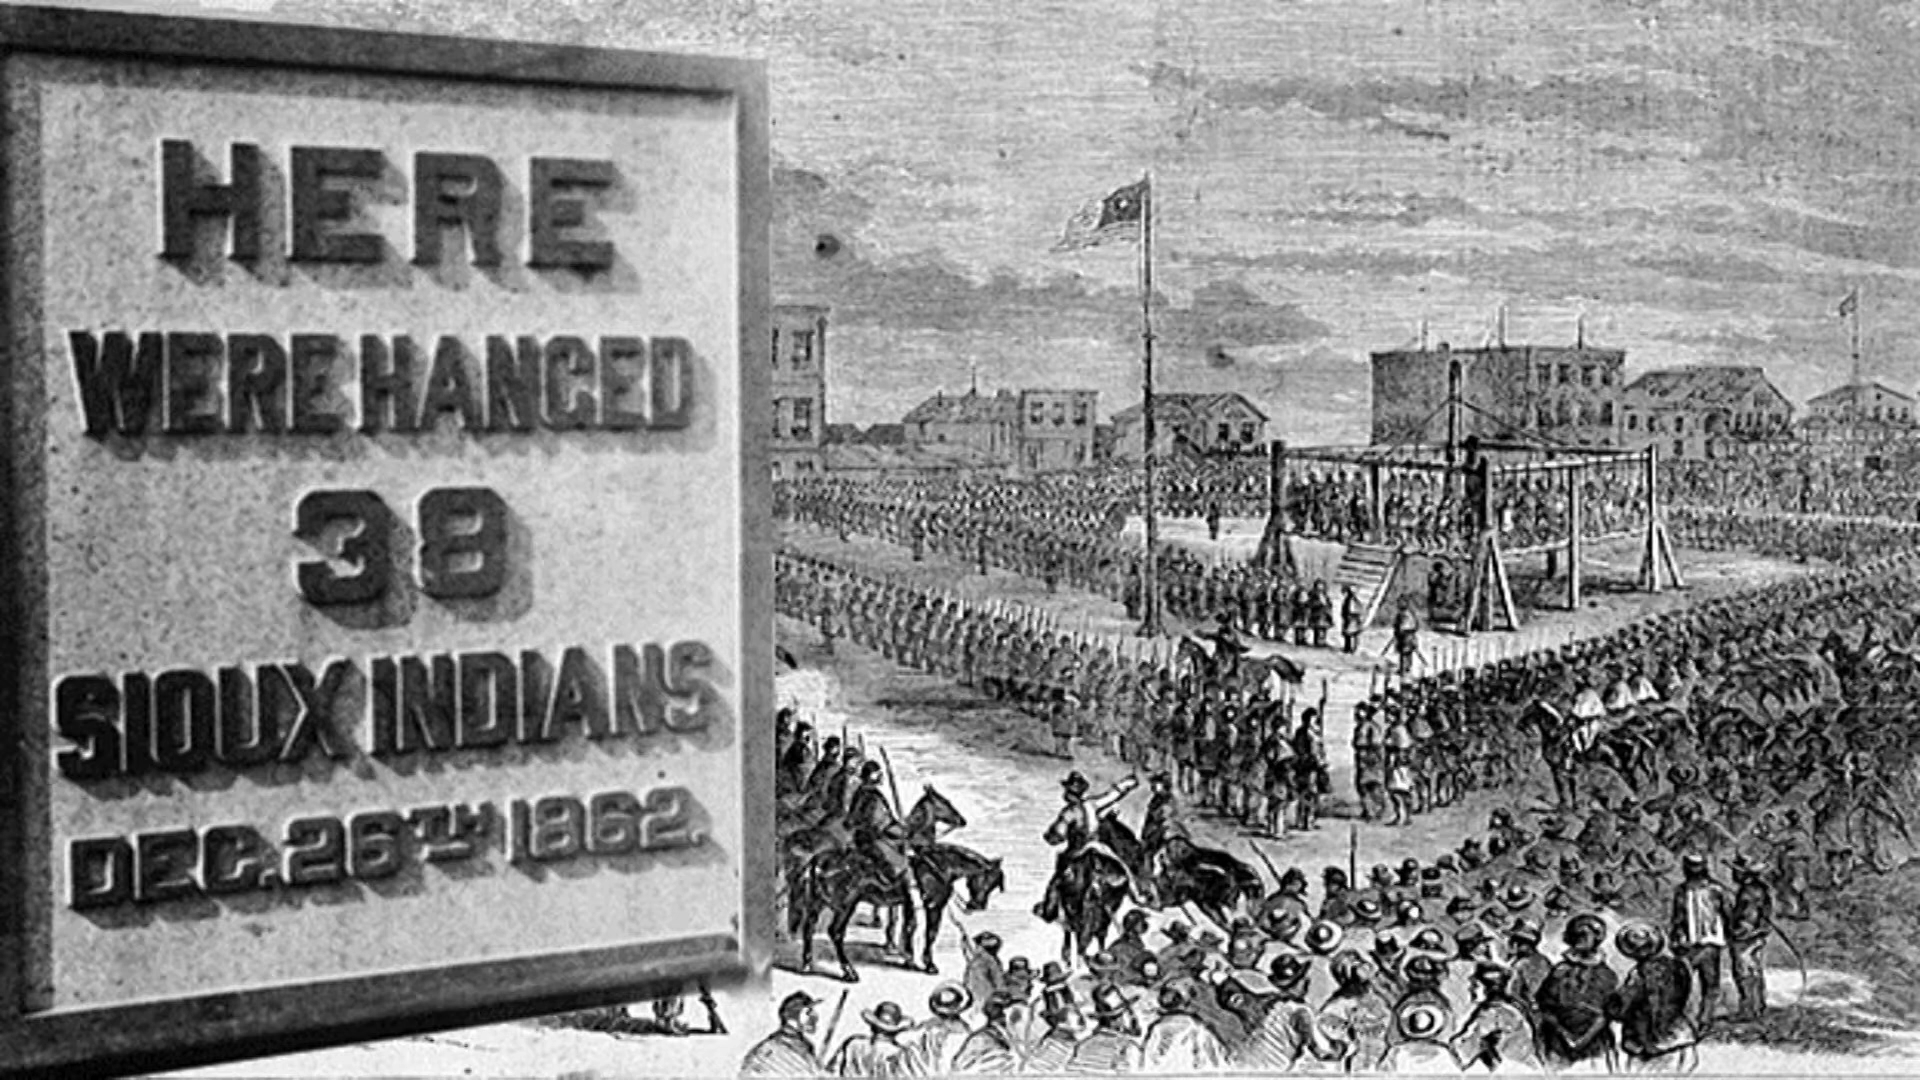 HERE
WERE HANGED
38
SIOUX INDIANS
DEC. 26TH 1862.